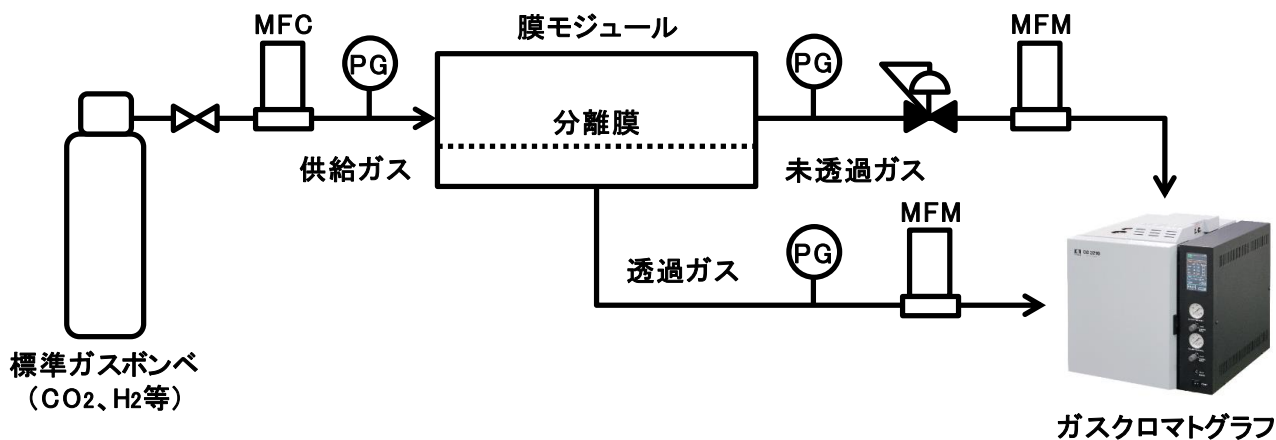 MFC
膜モジュール
MFM
PG
PG
分離膜
供給ガス
未透過ガス
MFM
PG
透過ガス
標準ガスボンベ
（CO2、H2等）
ガスクロマトグラフ